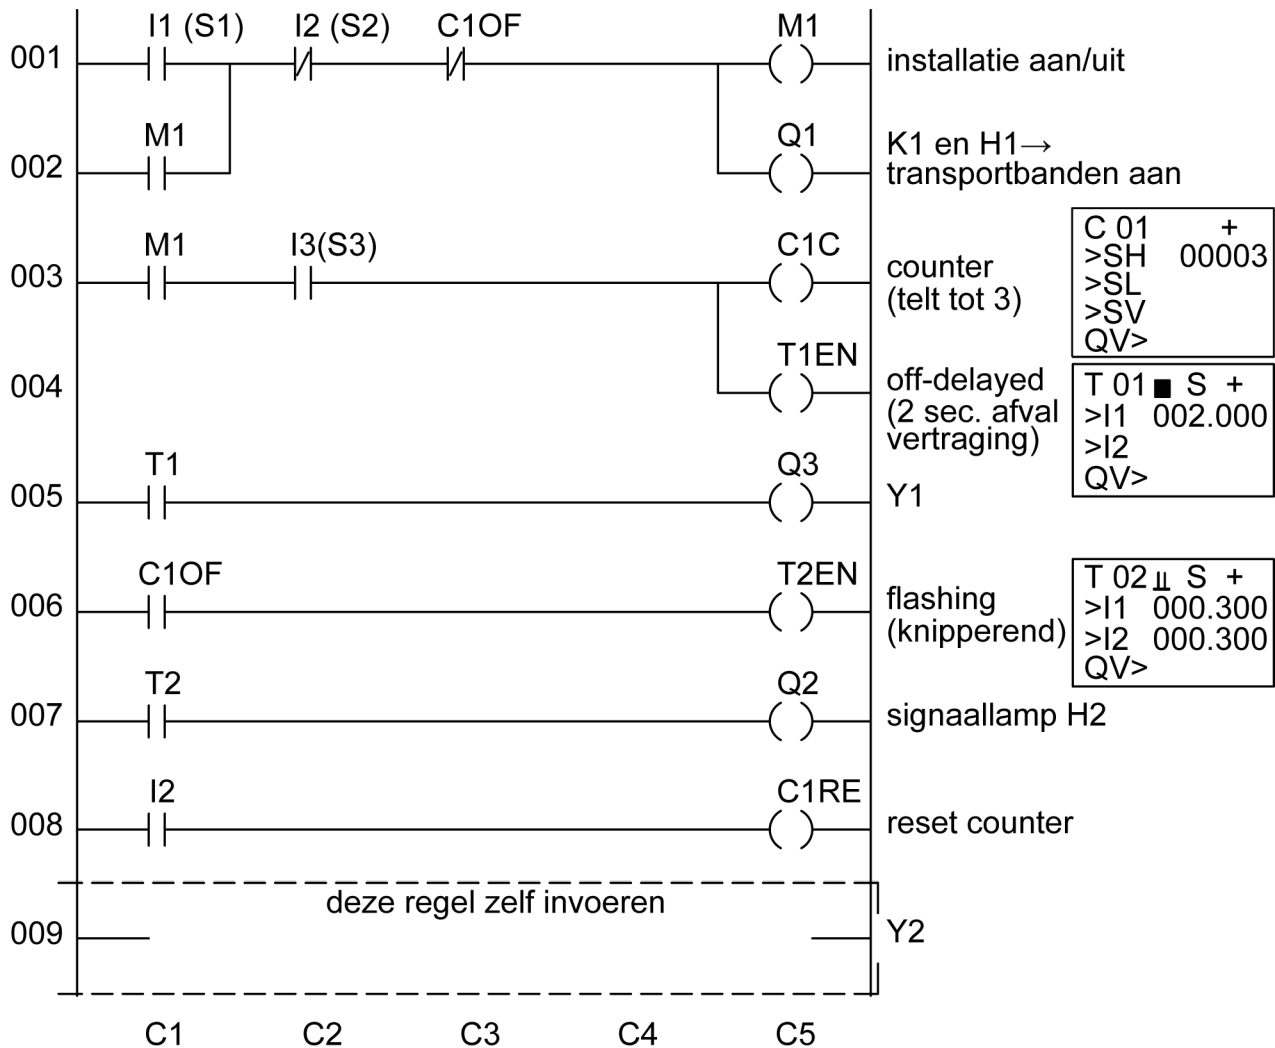 I1 (S1) I2 (S2) C1OF M1
001 installatie aan/uit
M1 Q1
002 K1 en H1→
transportbanden aan
M1 I3(S3) C1C
003 counter
(telt tot 3)
C 01 +
>SH 00003
>SL
>SV
QV>
T1EN
004 off-delayed
(2 sec. afval
vertraging)
T 01 S +
>I1 002.000
>I2
QV>
T1 Q3
005 Y1
C1OF T2EN
006 flashing
(knipperend)
T 02 S +
>I1 000.300
>I2 000.300
QV>
T2 Q2
007 signaallamp H2
I2 C1RE
008 reset counter
deze regel zelf invoeren
009 Y2
C1 C2 C3 C4 C5